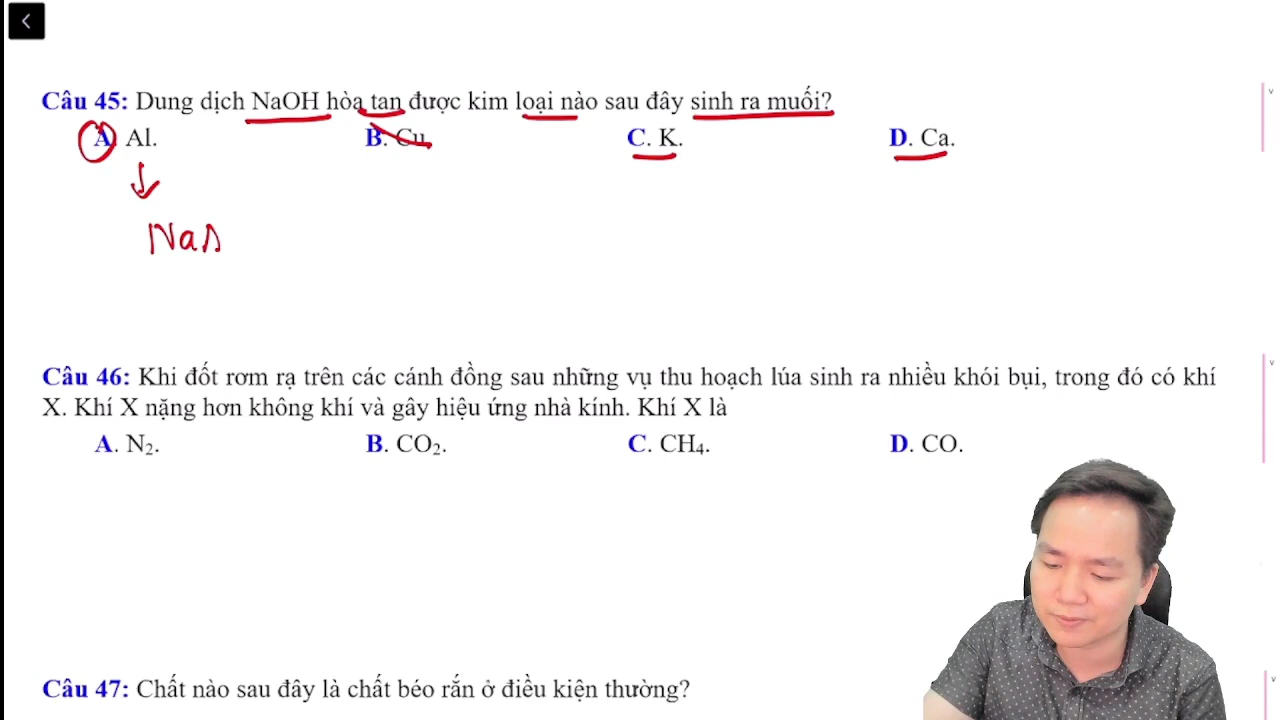 Câu 45: Dung dịch NaOH hòa tan được kim loại nào sau đây sinh ra muối?
A. Al. B. Cu. C. K. D. Ca.
NaA
Câu 46: Khi đốt rơm rạ trên các cánh đồng sau những vụ thu hoạch lúa sinh ra nhiều khói bụi, trong đó có khí
X. Khí X nặng hơn không khí và gây hiệu ứng nhà kính. Khí X là
A. N₂. B. CO₂. C. CH₄. D. CO.
Câu 47: Chất nào sau đây là chất béo rắn ở điều kiện thường?